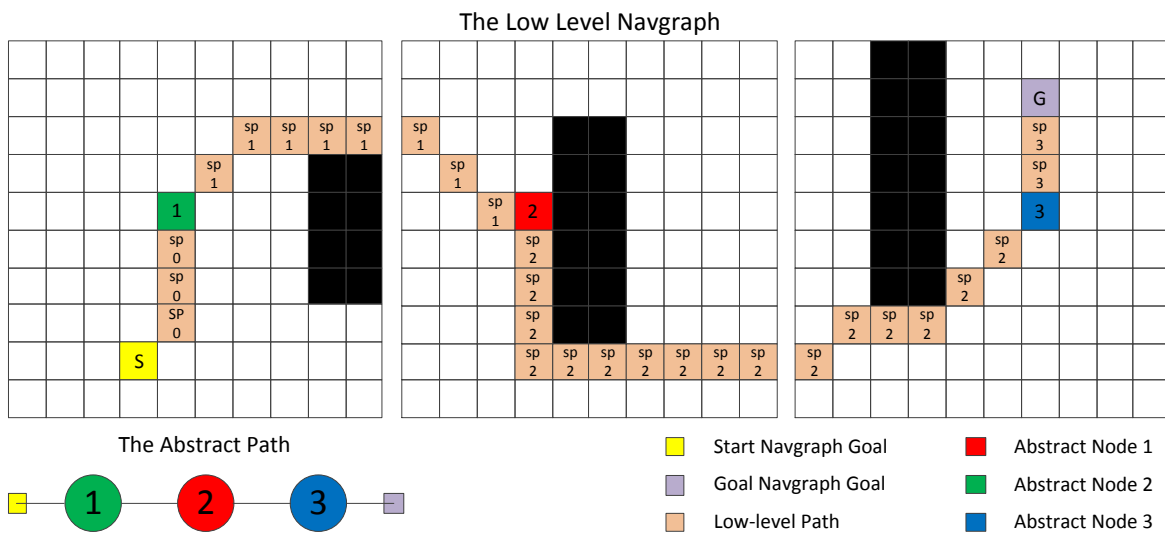 The Low Level Navgraph
G
sp sp sp sp sp sp
1 1 1 1 1 3
sp sp sp
1 1 3
1 sp 2 3
1
sp sp sp
0 2 2
sp sp sp
0 2 2
SP sp sp sp sp
0 2 2 2 2
S sp sp sp sp sp sp sp sp
2 2 2 2 2 2 2 2
The Abstract Path
1 2 3
Start Navgraph Goal
Goal Navgraph Goal
Low-level Path
Abstract Node 1
Abstract Node 2
Abstract Node 3